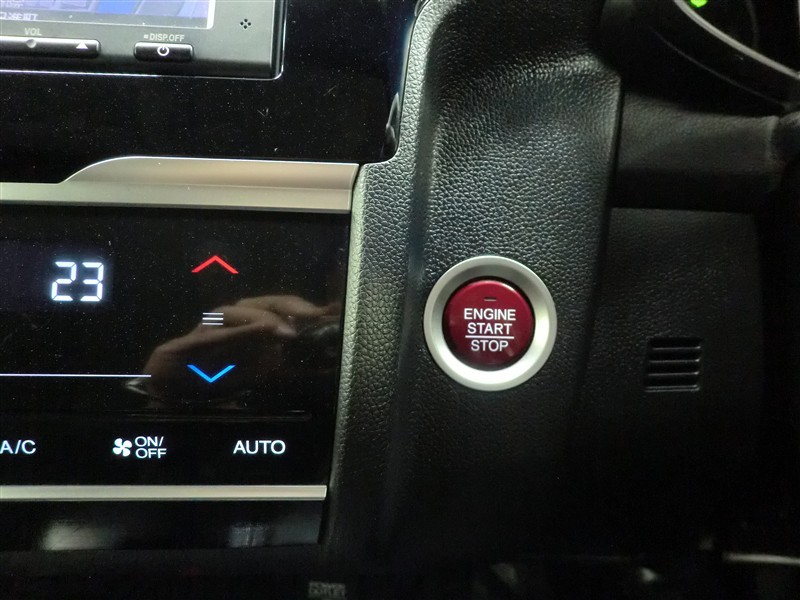 VOL
DISP.OFF
23
ENGINE
START
STOP
A/C
ON/
OFF
AUTO